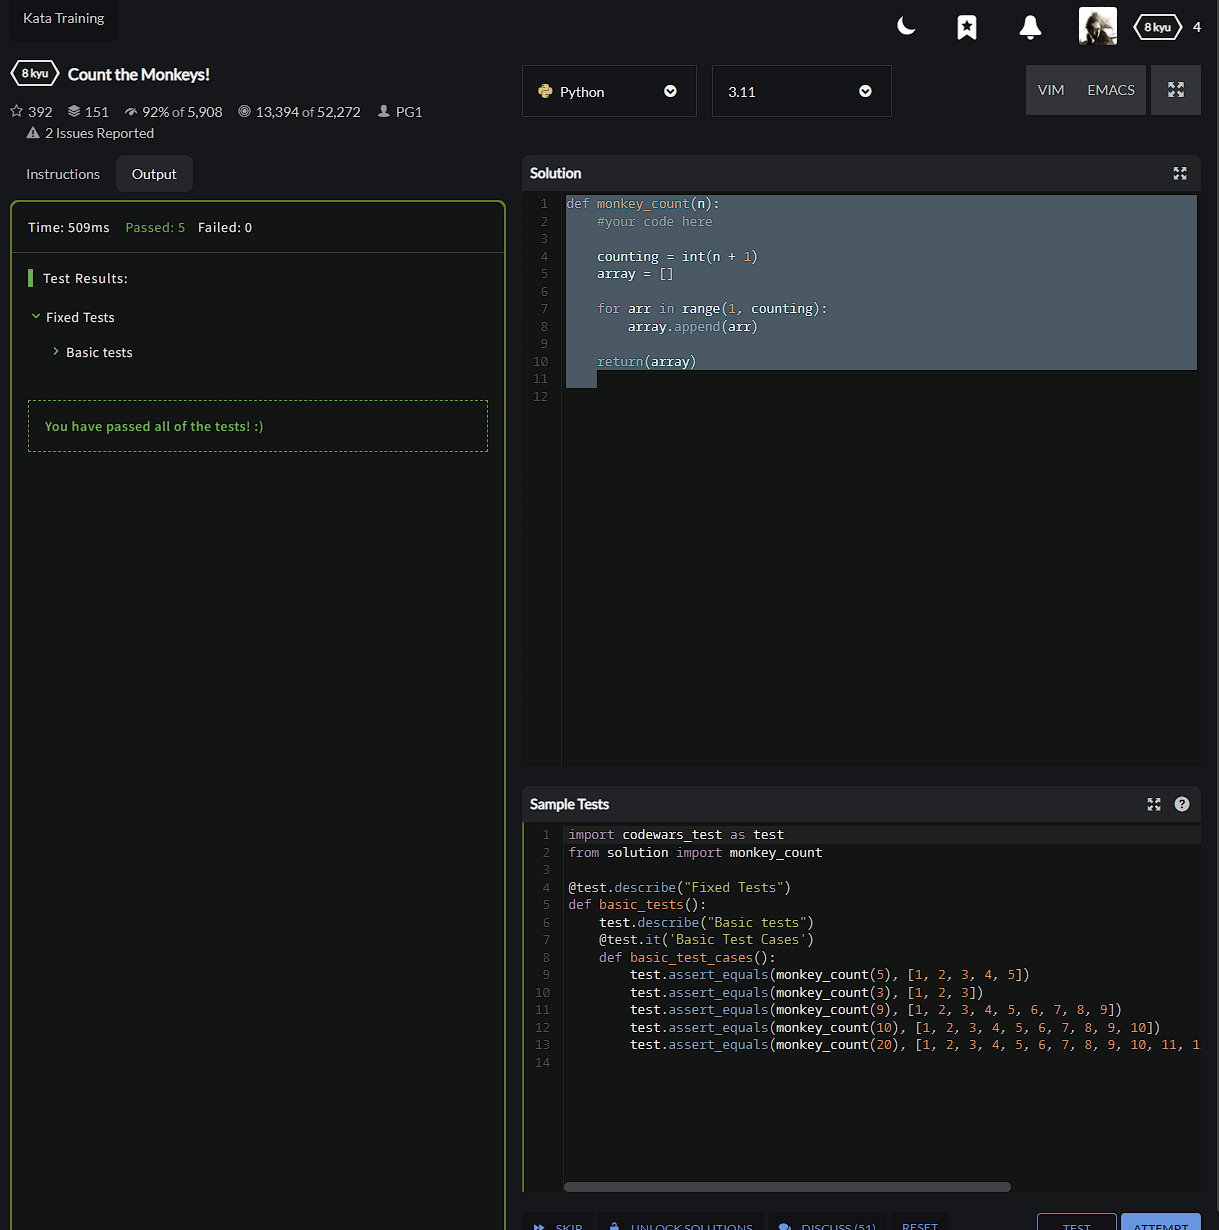 Kata Training
8 kyu 4
8 kyu Count the Monkeys!
392 151 92% of 5,908 13,394 of 52,272 PG1
2 Issues Reported
Instructions Output
Time: 509ms Passed: 5 Failed: 0
Test Results:
Fixed Tests
Basic tests
You have passed all of the tests! :)
Python 3.11 VIM EMACS
Solution
1 def monkey_count(n):
2     #your code here
3
4     counting = int(n + 1)
5     array = []
6
7     for arr in range(1, counting):
8         array.append(arr)
9
10     return(array)
11
12
Sample Tests
1 import codewars_test as test
2 from solution import monkey_count
3
4 @test.describe("Fixed Tests")
5 def basic_tests():
6     test.describe("Basic tests")
7     @test.it('Basic Test Cases')
8     def basic_test_cases():
9         test.assert_equals(monkey_count(5), [1, 2, 3, 4, 5])
10         test.assert_equals(monkey_count(3), [1, 2, 3])
11         test.assert_equals(monkey_count(9), [1, 2, 3, 4, 5, 6, 7, 8, 9])
12         test.assert_equals(monkey_count(10), [1, 2, 3, 4, 5, 6, 7, 8, 9, 10])
13         test.assert_equals(monkey_count(20), [1, 2, 3, 4, 5, 6, 7, 8, 9, 10, 11, 1
14
SKIP UNLOCK SOLUTIONS DISCUSS (51) RESET TEST ATTEMPT